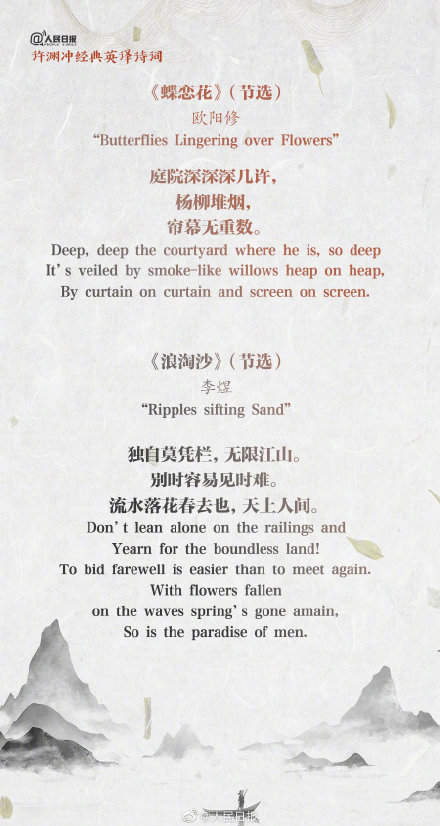 @人民日报
PEOPLE'S DAILY
许渊冲经典英译诗词
《蝶恋花》（节选）
欧阳修
“Butterflies Lingering over Flowers”
庭院深深深几许，
杨柳堆烟，
帘幕无重数。
Deep, deep the courtyard where he is, so deep
It's veiled by smoke-like willows heap on heap,
By curtain on curtain and screen on screen.
《浪淘沙》（节选）
李煜
“Ripples sifting Sand”
独自莫凭栏，无限江山。
别时容易见时难。
流水落花春去也，天上人间。
Don't lean alone on the railings and
Yearn for the boundless land!
To bid farewell is easier than to meet again.
With flowers fallen
on the waves spring's gone amain,
So is the paradise of men.
@人民日报